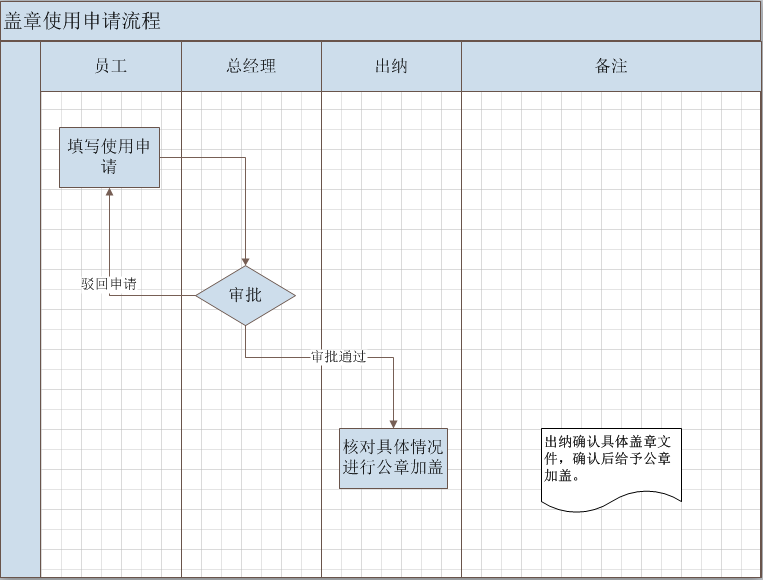 盖章使用申请流程
员工
总经理
出纳
备注
填写使用申
请
驳回申请
审批
审批通过
核对具体情况
进行公章加盖
出纳确认具体盖章文
件，确认后给予公章
加盖。